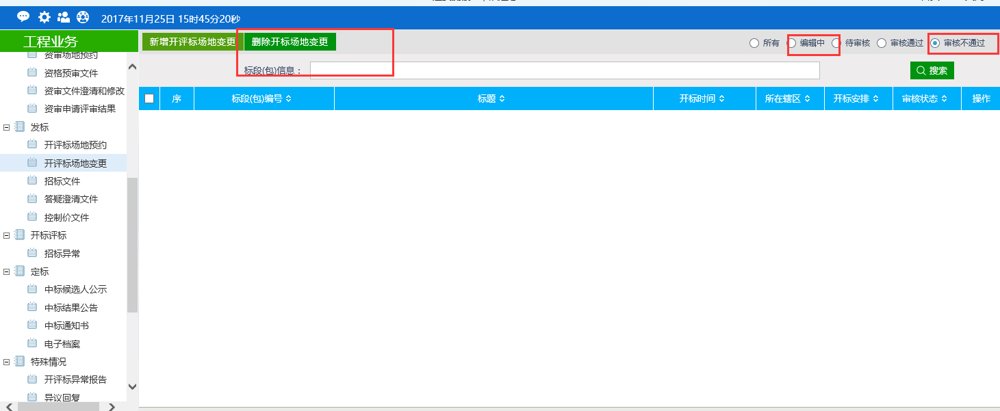 2017年11月25日 15时45分20秒
工程业务
资审场地预约
资格预审文件
资审文件澄清和修改
资审申请评审结果
发标
开评标场地预约
开评标场地变更
招标文件
答疑澄清文件
控制价文件
开标评标
招标异常
定标
中标候选人公示
中标结果公告
中标通知书
电子档案
特殊情况
开评标异常报告
异议回复
新增开评标场地变更 删除开标场地变更 所有 编辑中 待审核 审核通过 审核不通过
标段(包)信息： 搜索
序 标段(包)编号 标题 开标时间 所在辖区 开标安排 审核状态 操作